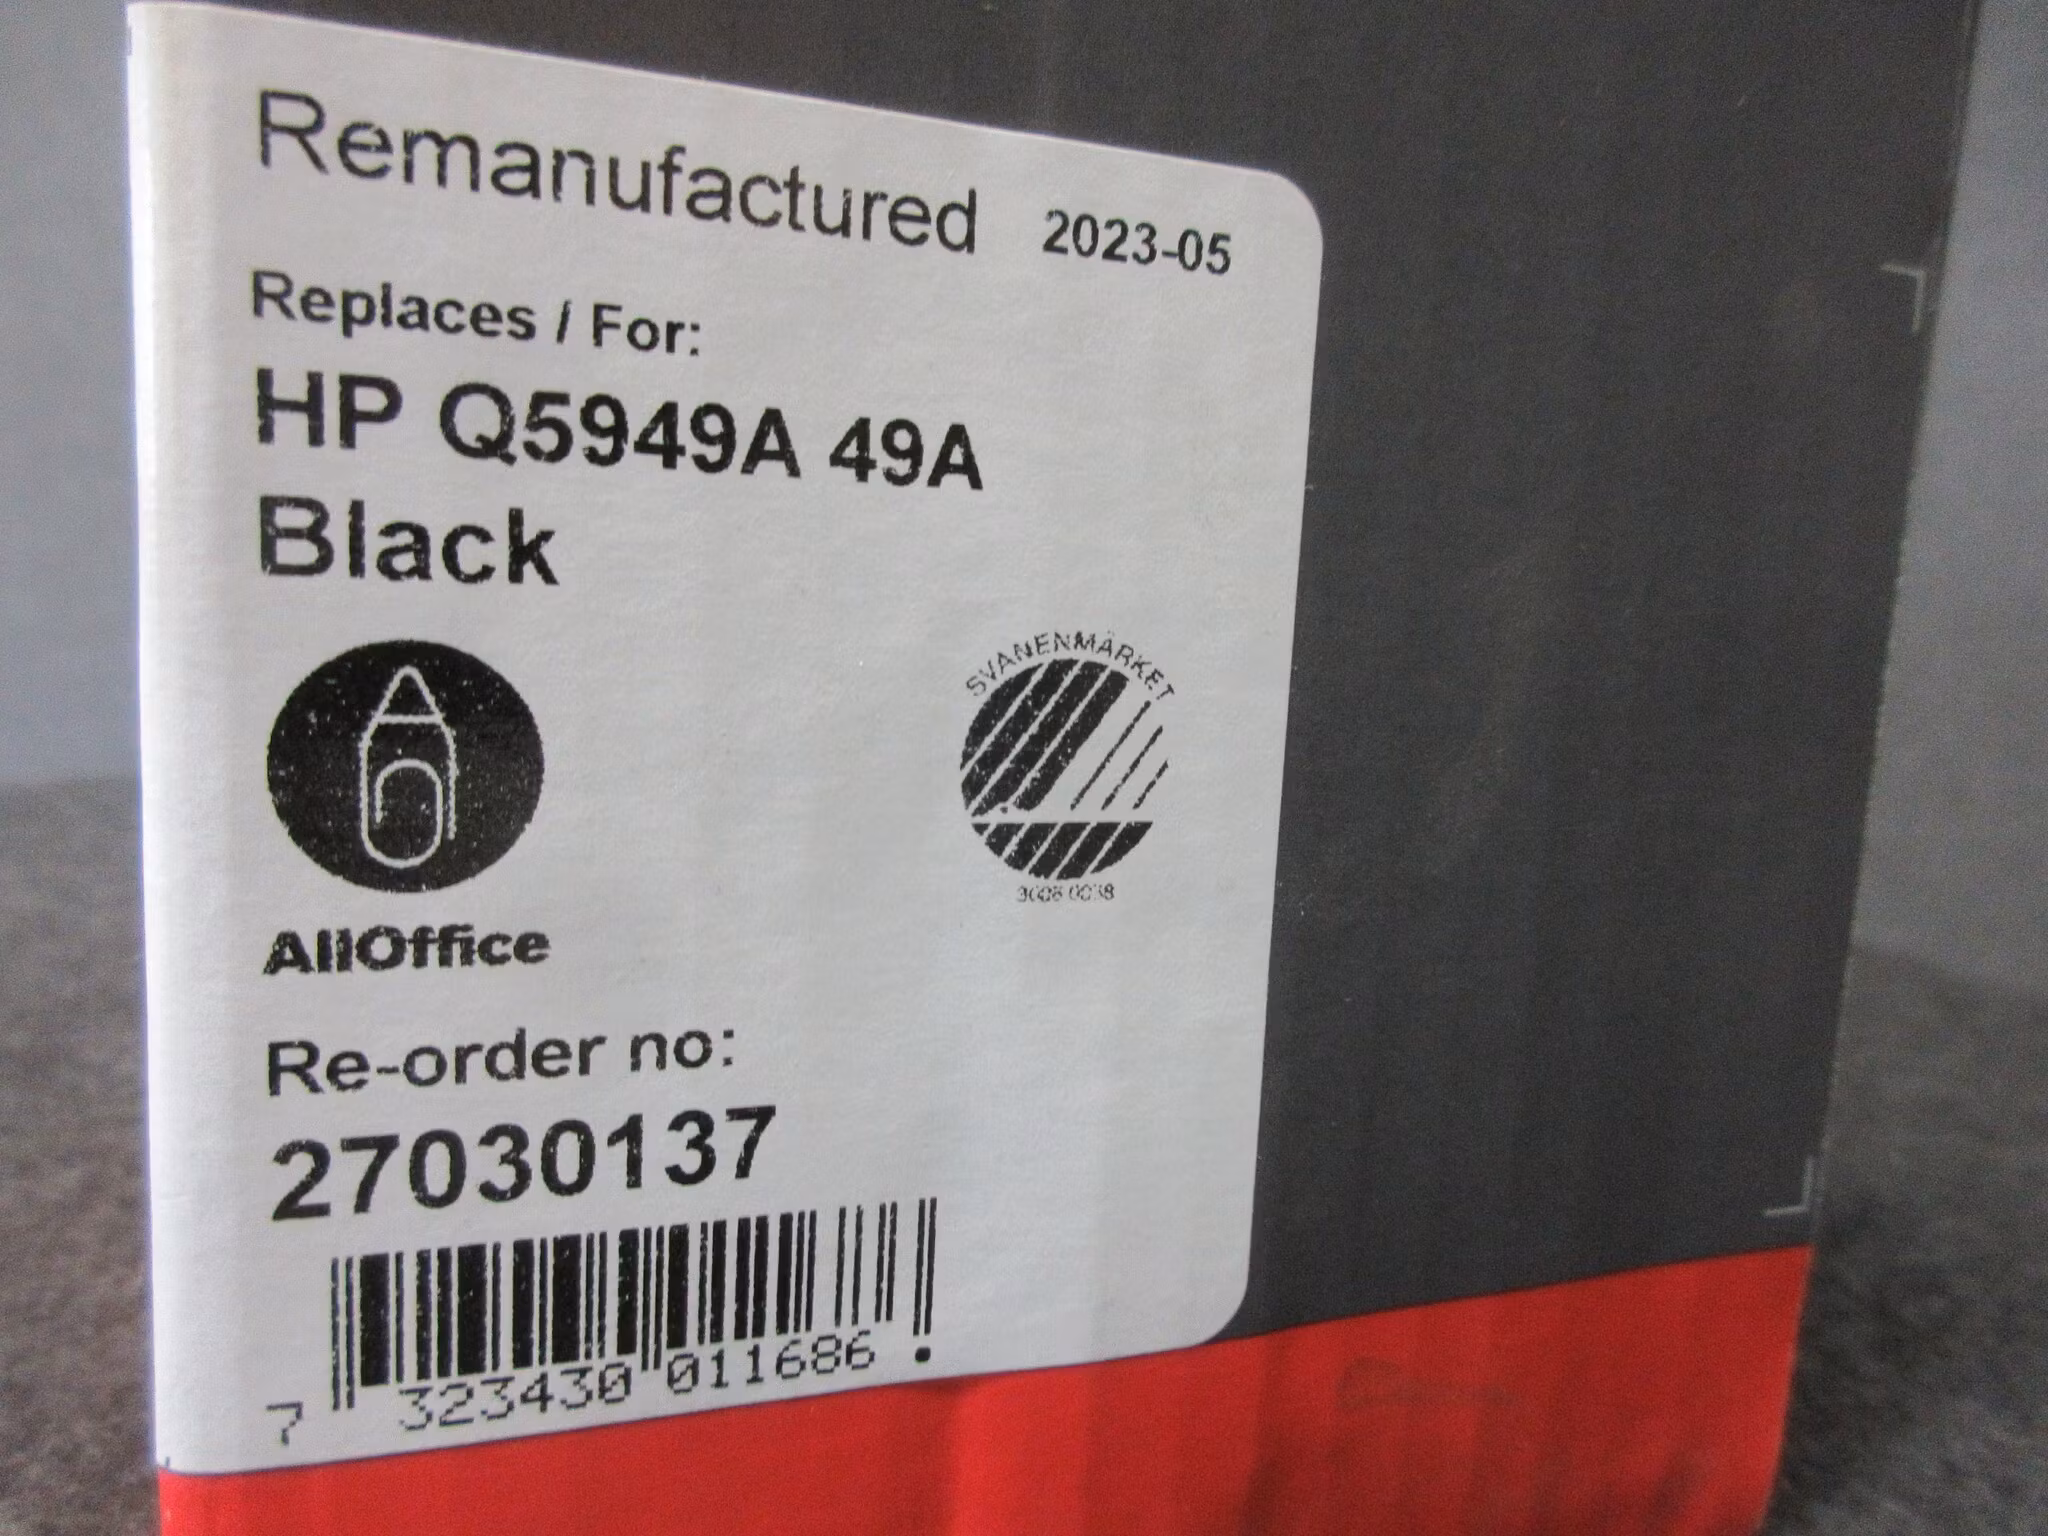 Remanufactured 2023-05
Replaces / For:
HP Q5949A 49A
Black
SVANENMÄRKET
AllOffice
Re-order no:
27030137
7 323430 011686